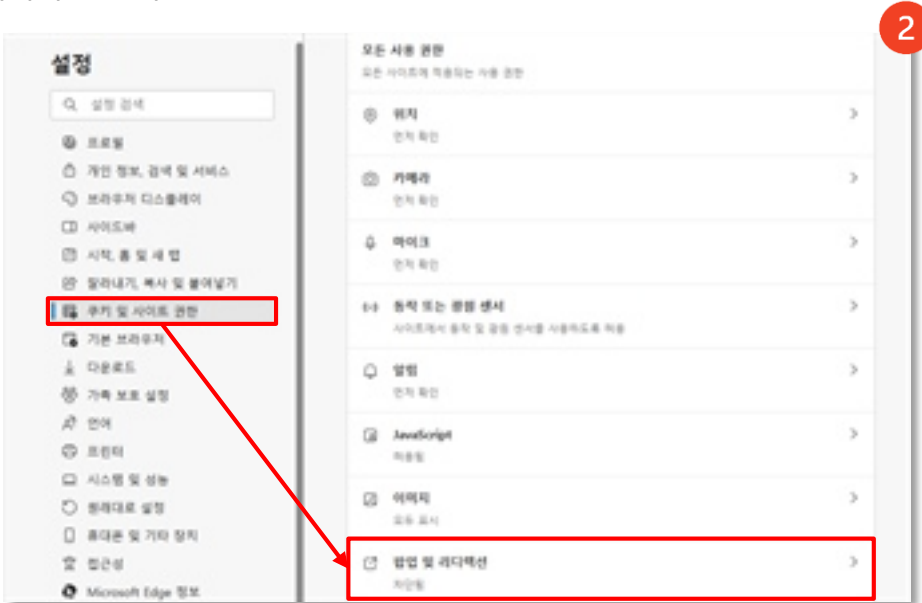 2
설정
설정 검색
프로필
개인 정보, 검색 및 서비스
브라우저 디스플레이
사이드바
시작, 홈 및 새 탭
잘라내기, 복사 및 붙여넣기
쿠키 및 사이트 권한
기본 브라우저
다운로드
가족 보호 설정
언어
프린터
시스템 및 성능
원래대로 설정
휴대폰 및 기타 장치
접근성
Microsoft Edge 정보
모든 사용 권한
모든 사이트에 적용되는 사용 권한
위치
먼저 확인
카메라
먼저 확인
마이크
먼저 확인
동작 또는 광원 센서
사이트에서 동작 및 광원 센서를 사용하도록 허용
알림
먼저 확인
JavaScript
허용됨
이미지
모두 표시
팝업 및 리디렉션
차단됨